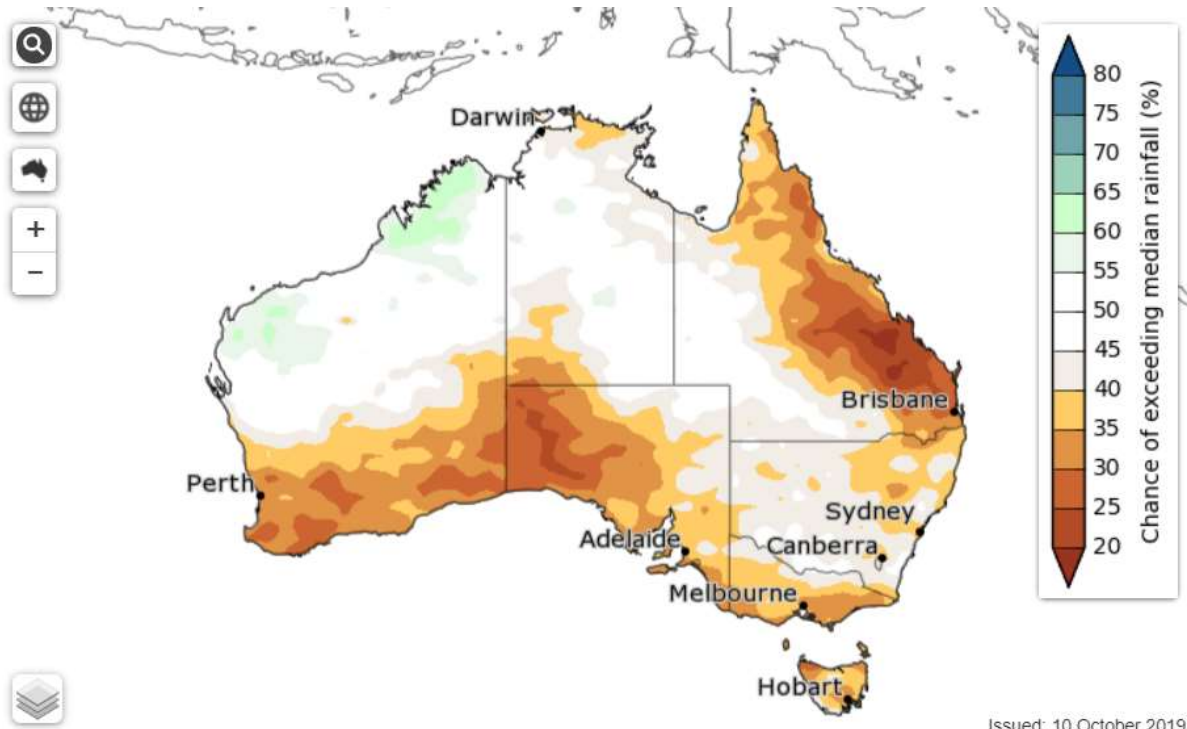 Darwin
Brisbane
Perth
Sydney
Adelaide
Canberra
Melbourne
Hobart
+
−
80
75
70
65
60
55
50
45
40
35
30
25
20
Chance of exceeding median rainfall (%)
Issued: 10 October 2019